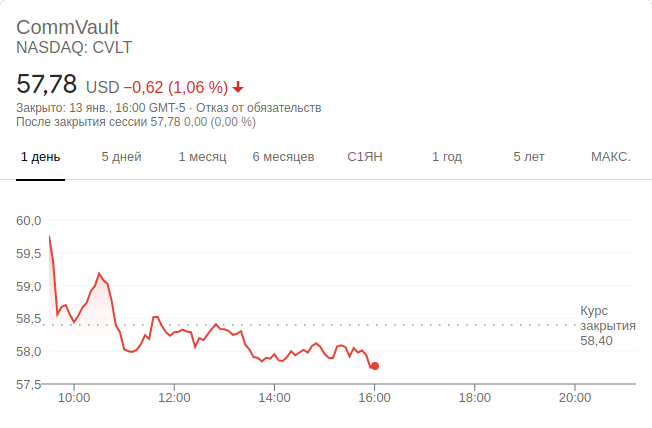 CommVault
NASDAQ: CVLT
57,78 USD −0,62 (1,06 %)
Закрыто: 13 янв., 16:00 GMT-5 · Отказ от обязательств
После закрытия сессии 57,78 0,00 (0,00 %)
1 день 5 дней 1 месяц 6 месяцев С1ЯН 1 год 5 лет МАКС.
60,0
59,5
59,0
58,5
58,0
57,5
Курс
закрытия
58,40
10:00 12:00 14:00 16:00 18:00 20:00